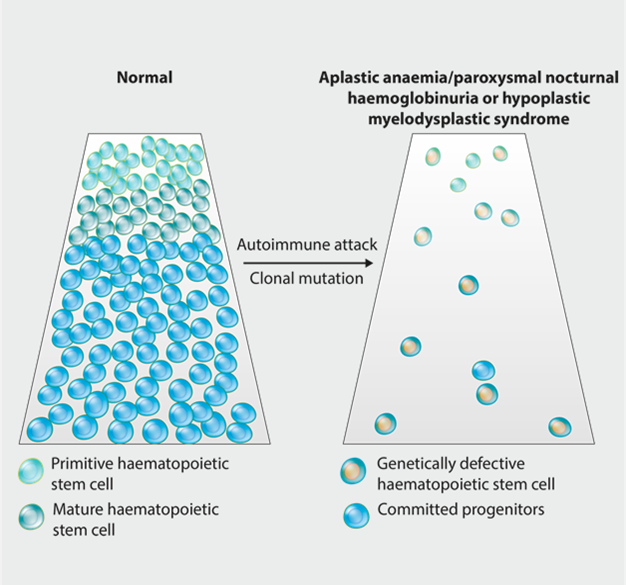 Normal
Aplastic anaemia/paroxysmal nocturnal
haemoglobinuria or hypoplastic
myelodysplastic syndrome
Autoimmune attack
Clonal mutation
Primitive haematopoietic
stem cell
Mature haematopoietic
stem cell
Genetically defective
haematopoietic stem cell
Committed progenitors